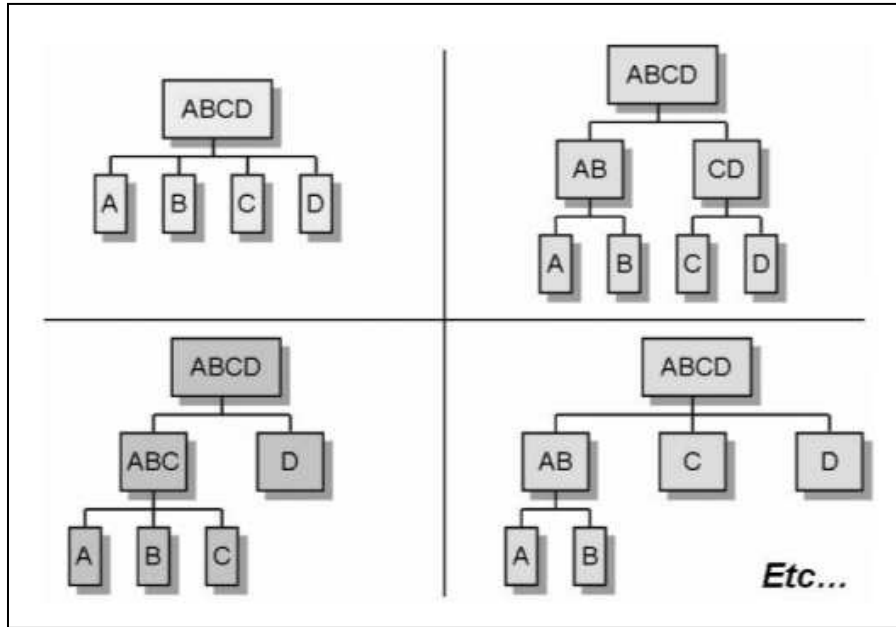 ABCD
A B C D
ABCD
AB CD
A B C D
ABCD
ABC D
A B C
ABCD
AB C D
A B
Etc...